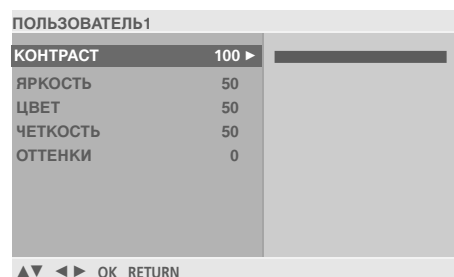 ПОЛЬЗОВАТЕЛЬ1
КОНТРАСТ 100 ►
ЯРКОСТЬ 50
ЦВЕТ 50
ЧЕТКОСТЬ 50
ОТТЕНКИ 0
▲▼ ◄► OK RETURN